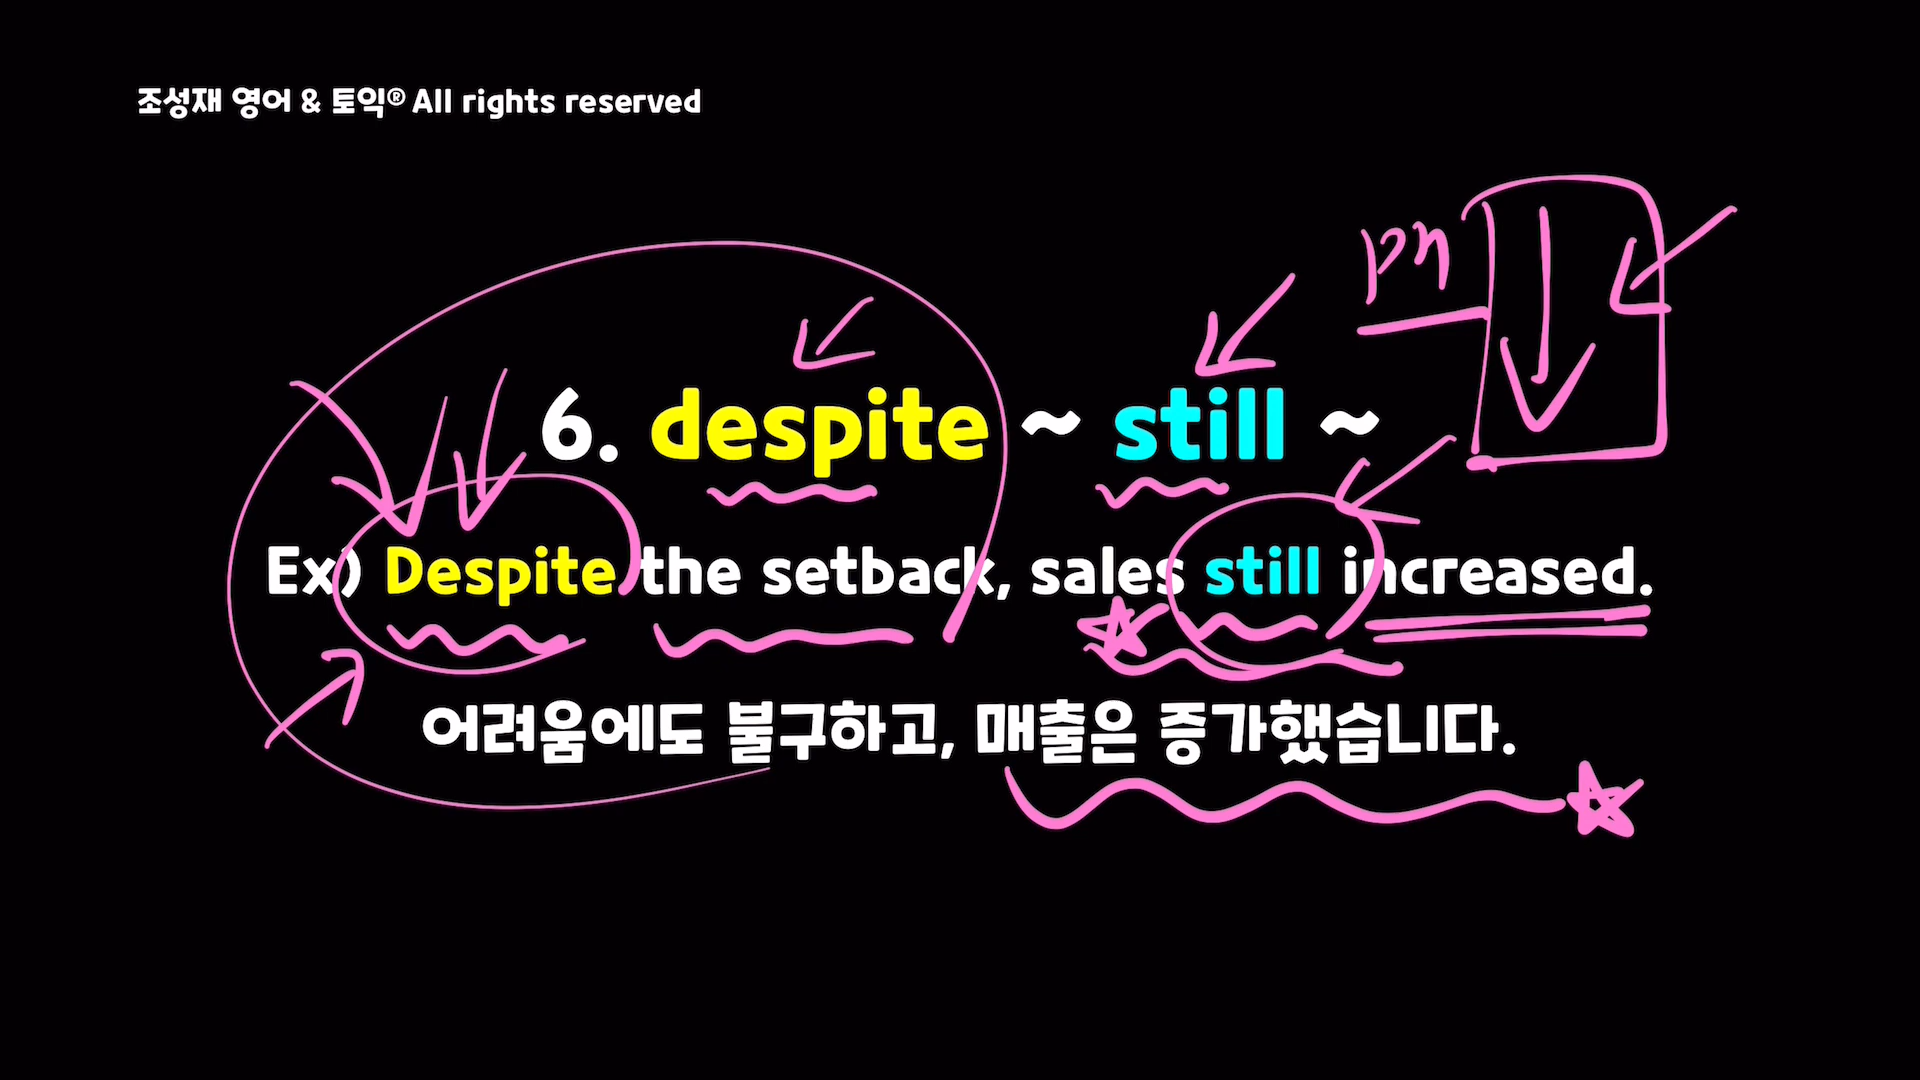 조성재 영어 & 토익® All rights reserved
pn
6. despite ~ still ~
Ex) Despite the setback, sales still increased.
어려움에도 불구하고, 매출은 증가했습니다.